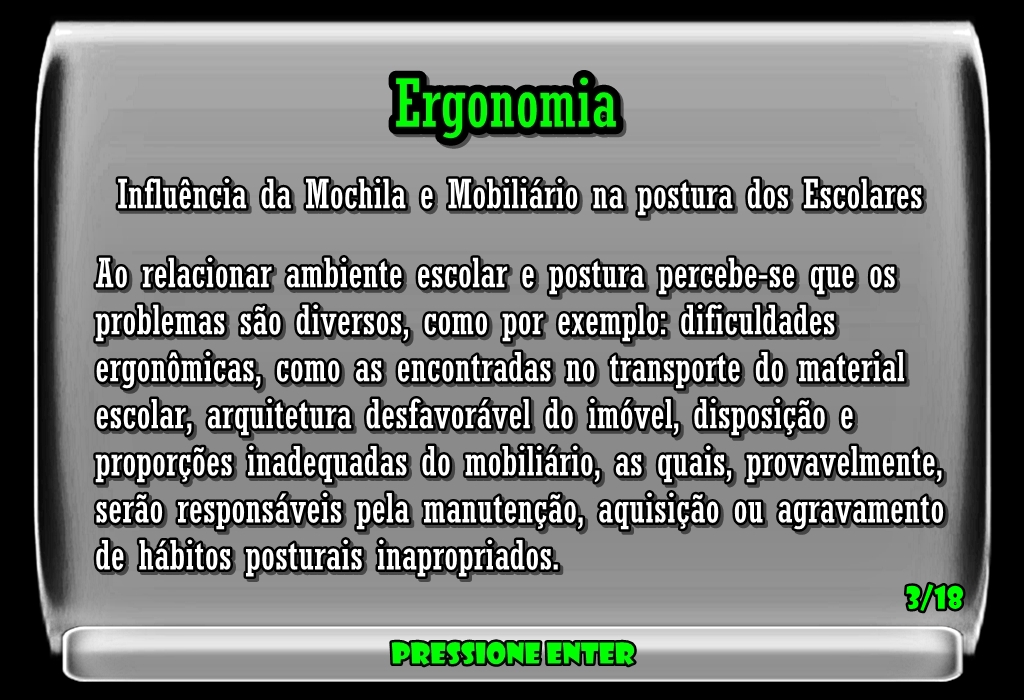 Ergonomia
Influência da Mochila e Mobiliário na postura dos Escolares
Ao relacionar ambiente escolar e postura percebe-se que os
problemas são diversos, como por exemplo: dificuldades
ergonômicas, como as encontradas no transporte do material
escolar, arquitetura desfavorável do imóvel, disposição e
proporções inadequadas do mobiliário, as quais, provavelmente,
serão responsáveis pela manutenção, aquisição ou agravamento
de hábitos posturais inapropriados.
3/18
PRESSIONE ENTER